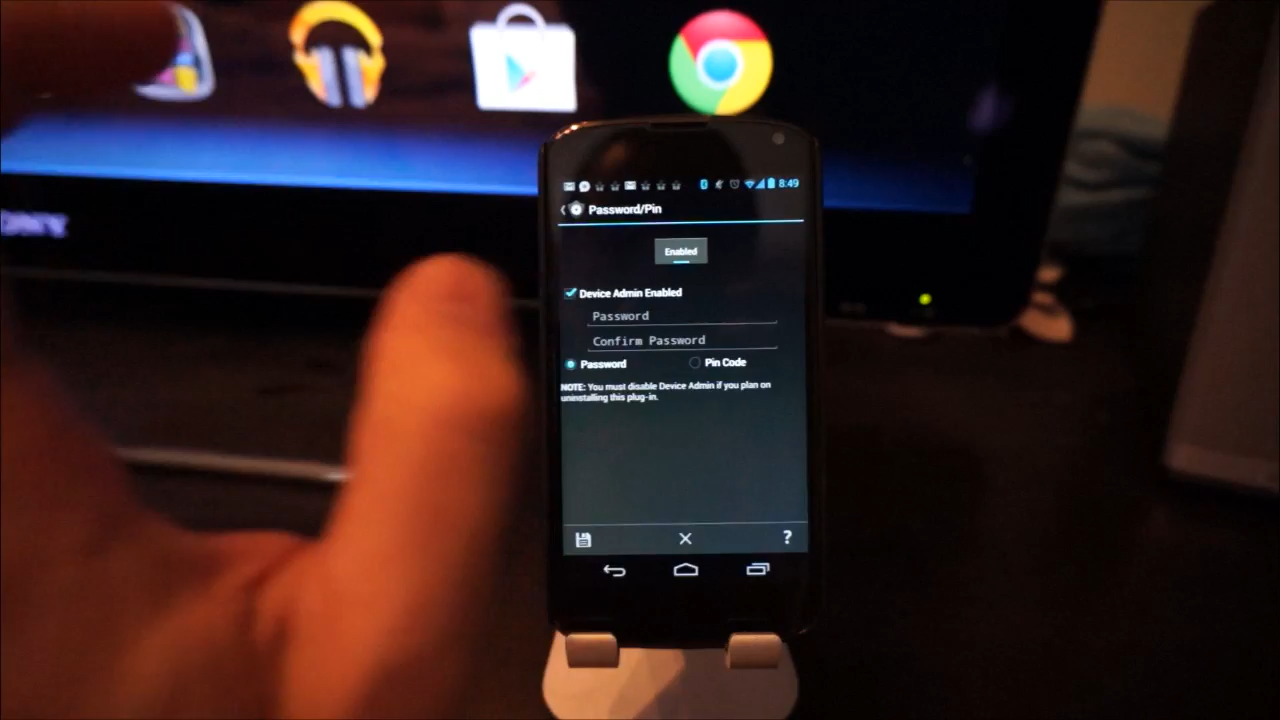 8:49
Password/Pin
Enabled
Device Admin Enabled
Password
Confirm Password
Password
Pin Code
NOTE: You must disable Device Admin if you plan on
uninstalling this plug-in.
?